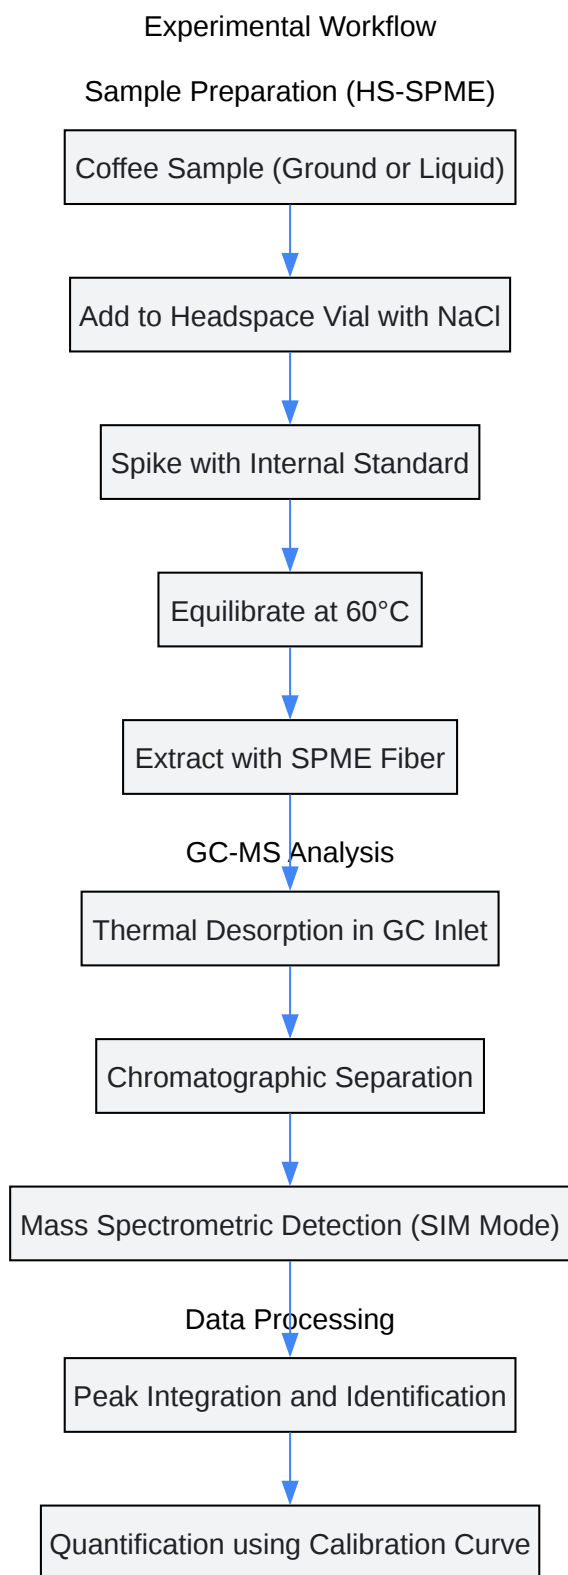 Experimental Workflow
Sample Preparation (HS-SPME)
Coffee Sample (Ground or Liquid)
Add to Headspace Vial with NaCl
Spike with Internal Standard
Equilibrate at 60°C
Extract with SPME Fiber
GC-MS Analysis
Thermal Desorption in GC Inlet
Chromatographic Separation
Mass Spectrometric Detection (SIM Mode)
Data Processing
Peak Integration and Identification
Quantification using Calibration Curve